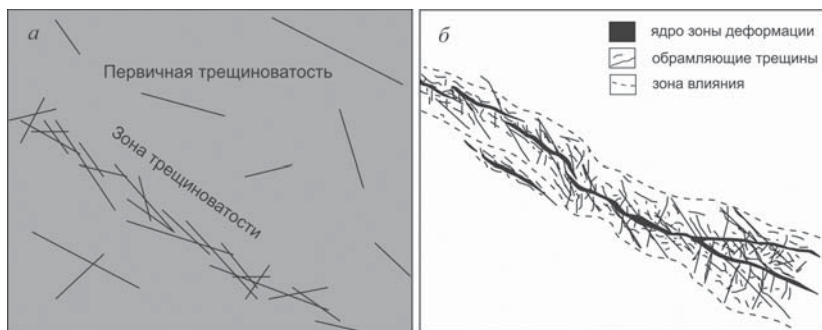 а
Первичная трещиноватость
Зона трещиноватости
б
ядро зоны деформации
обрамляющие трещины
зона влияния